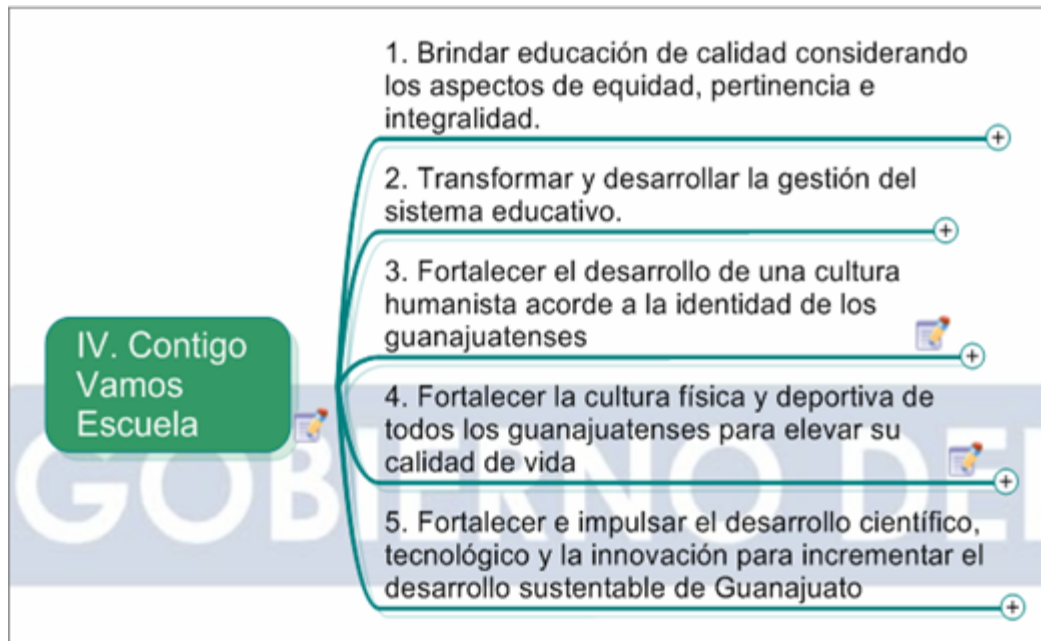 1. Brindar educación de calidad considerando
los aspectos de equidad, pertinencia e
integralidad.
2. Transformar y desarrollar la gestión del
sistema educativo.
3. Fortalecer el desarrollo de una cultura
humanista acorde a la identidad de los
guanajuatenses
IV. Contigo
Vamos
Escuela
4. Fortalecer la cultura física y deportiva de
todos los guanajuatenses para elevar su
calidad de vida
GOBIERNO DEL
5. Fortalecer e impulsar el desarrollo científico,
tecnológico y la innovación para incrementar el
desarrollo sustentable de Guanajuato